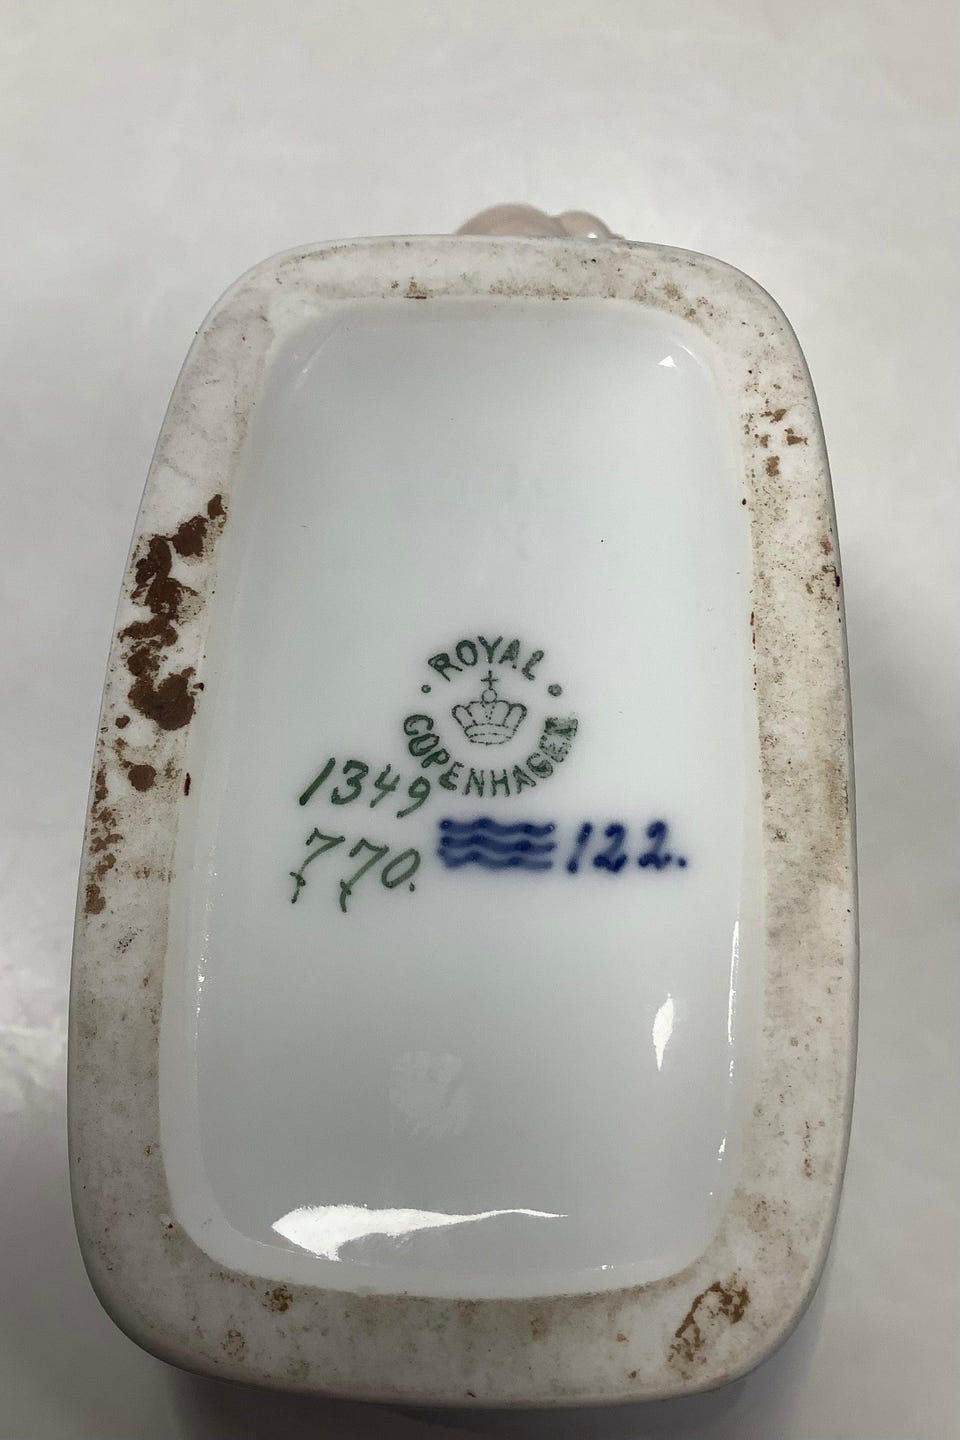 ROYAL
COPENHAGEN
1349
770.
122.